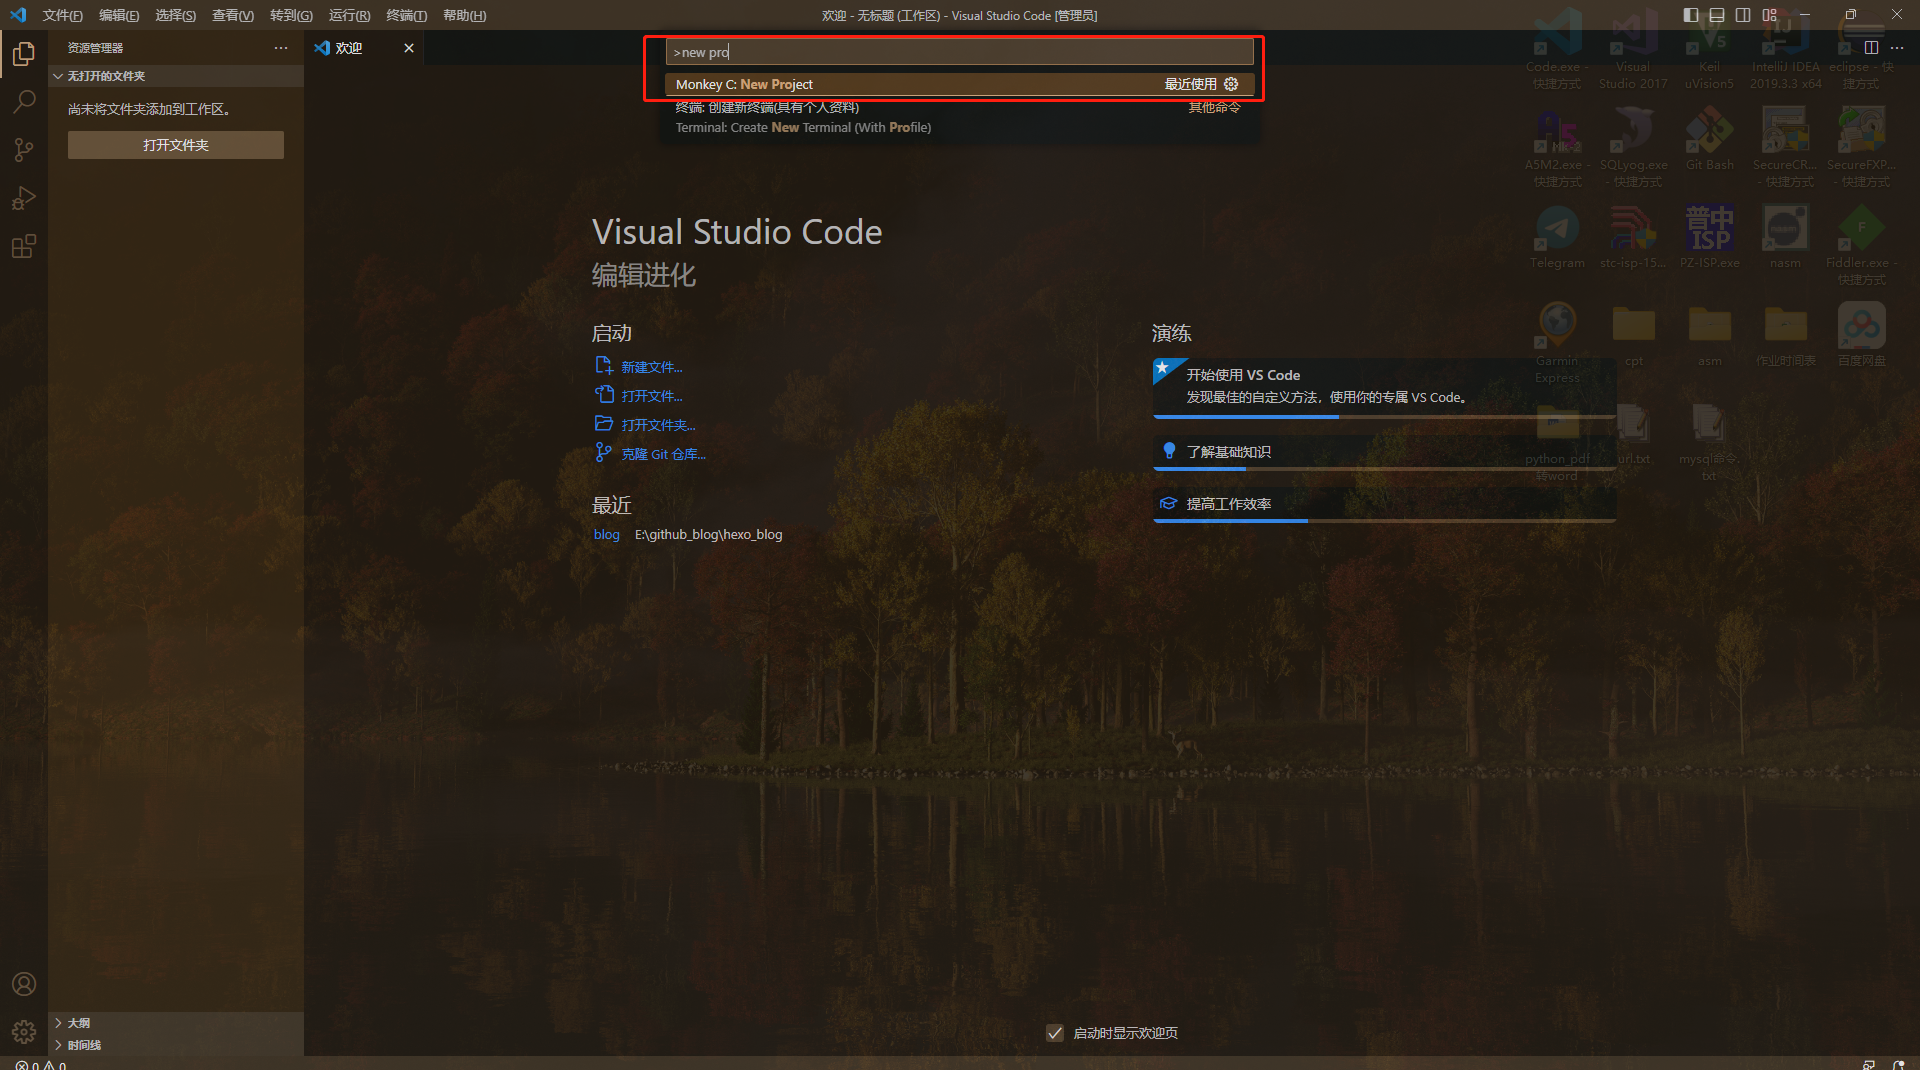 文件(F) 编辑(E) 选择(S) 查看(V) 转到(G) 运行(R) 终端(T) 帮助(H)
欢迎 - 无标题 (工作区) - Visual Studio Code [管理员]
资源管理器
欢迎
>new pro
无打开的文件夹
Monkey C: New Project 最近使用
尚未将文件夹添加到工作区。
终端: 创建新终端(具有个人资料) 其他命令
Terminal: Create New Terminal (With Profile)
打开文件夹
Visual Studio Code
编辑进化
启动
新建文件...
打开文件...
打开文件夹...
克隆 Git 仓库...
最近
blog E:\github_blog\hexo_blog
演练
开始使用 VS Code
发现最佳的自定义方法，使用你的专属 VS Code。
了解基础知识
提高工作效率
Code.exe - 快捷方式
Visual Studio 2017
Keil uVision5
IntelliJ IDEA 2019.3.3 x64
eclipse - 快捷方式
A5M2.exe - 快捷方式
SQLyog.exe - 快捷方式
Git Bash
SecureCR... - 快捷方式
SecureFXP... - 快捷方式
Telegram
stc-isp-15...
普中 ISP
PZ-ISP.exe
nasm
Fiddler.exe - 快捷方式
Garmin Express
cpt
asm
作业时间表
百度网盘
python_pdf转word
url.txt
mysql命令.txt
大纲
时间线
启动时显示欢迎页
0 0